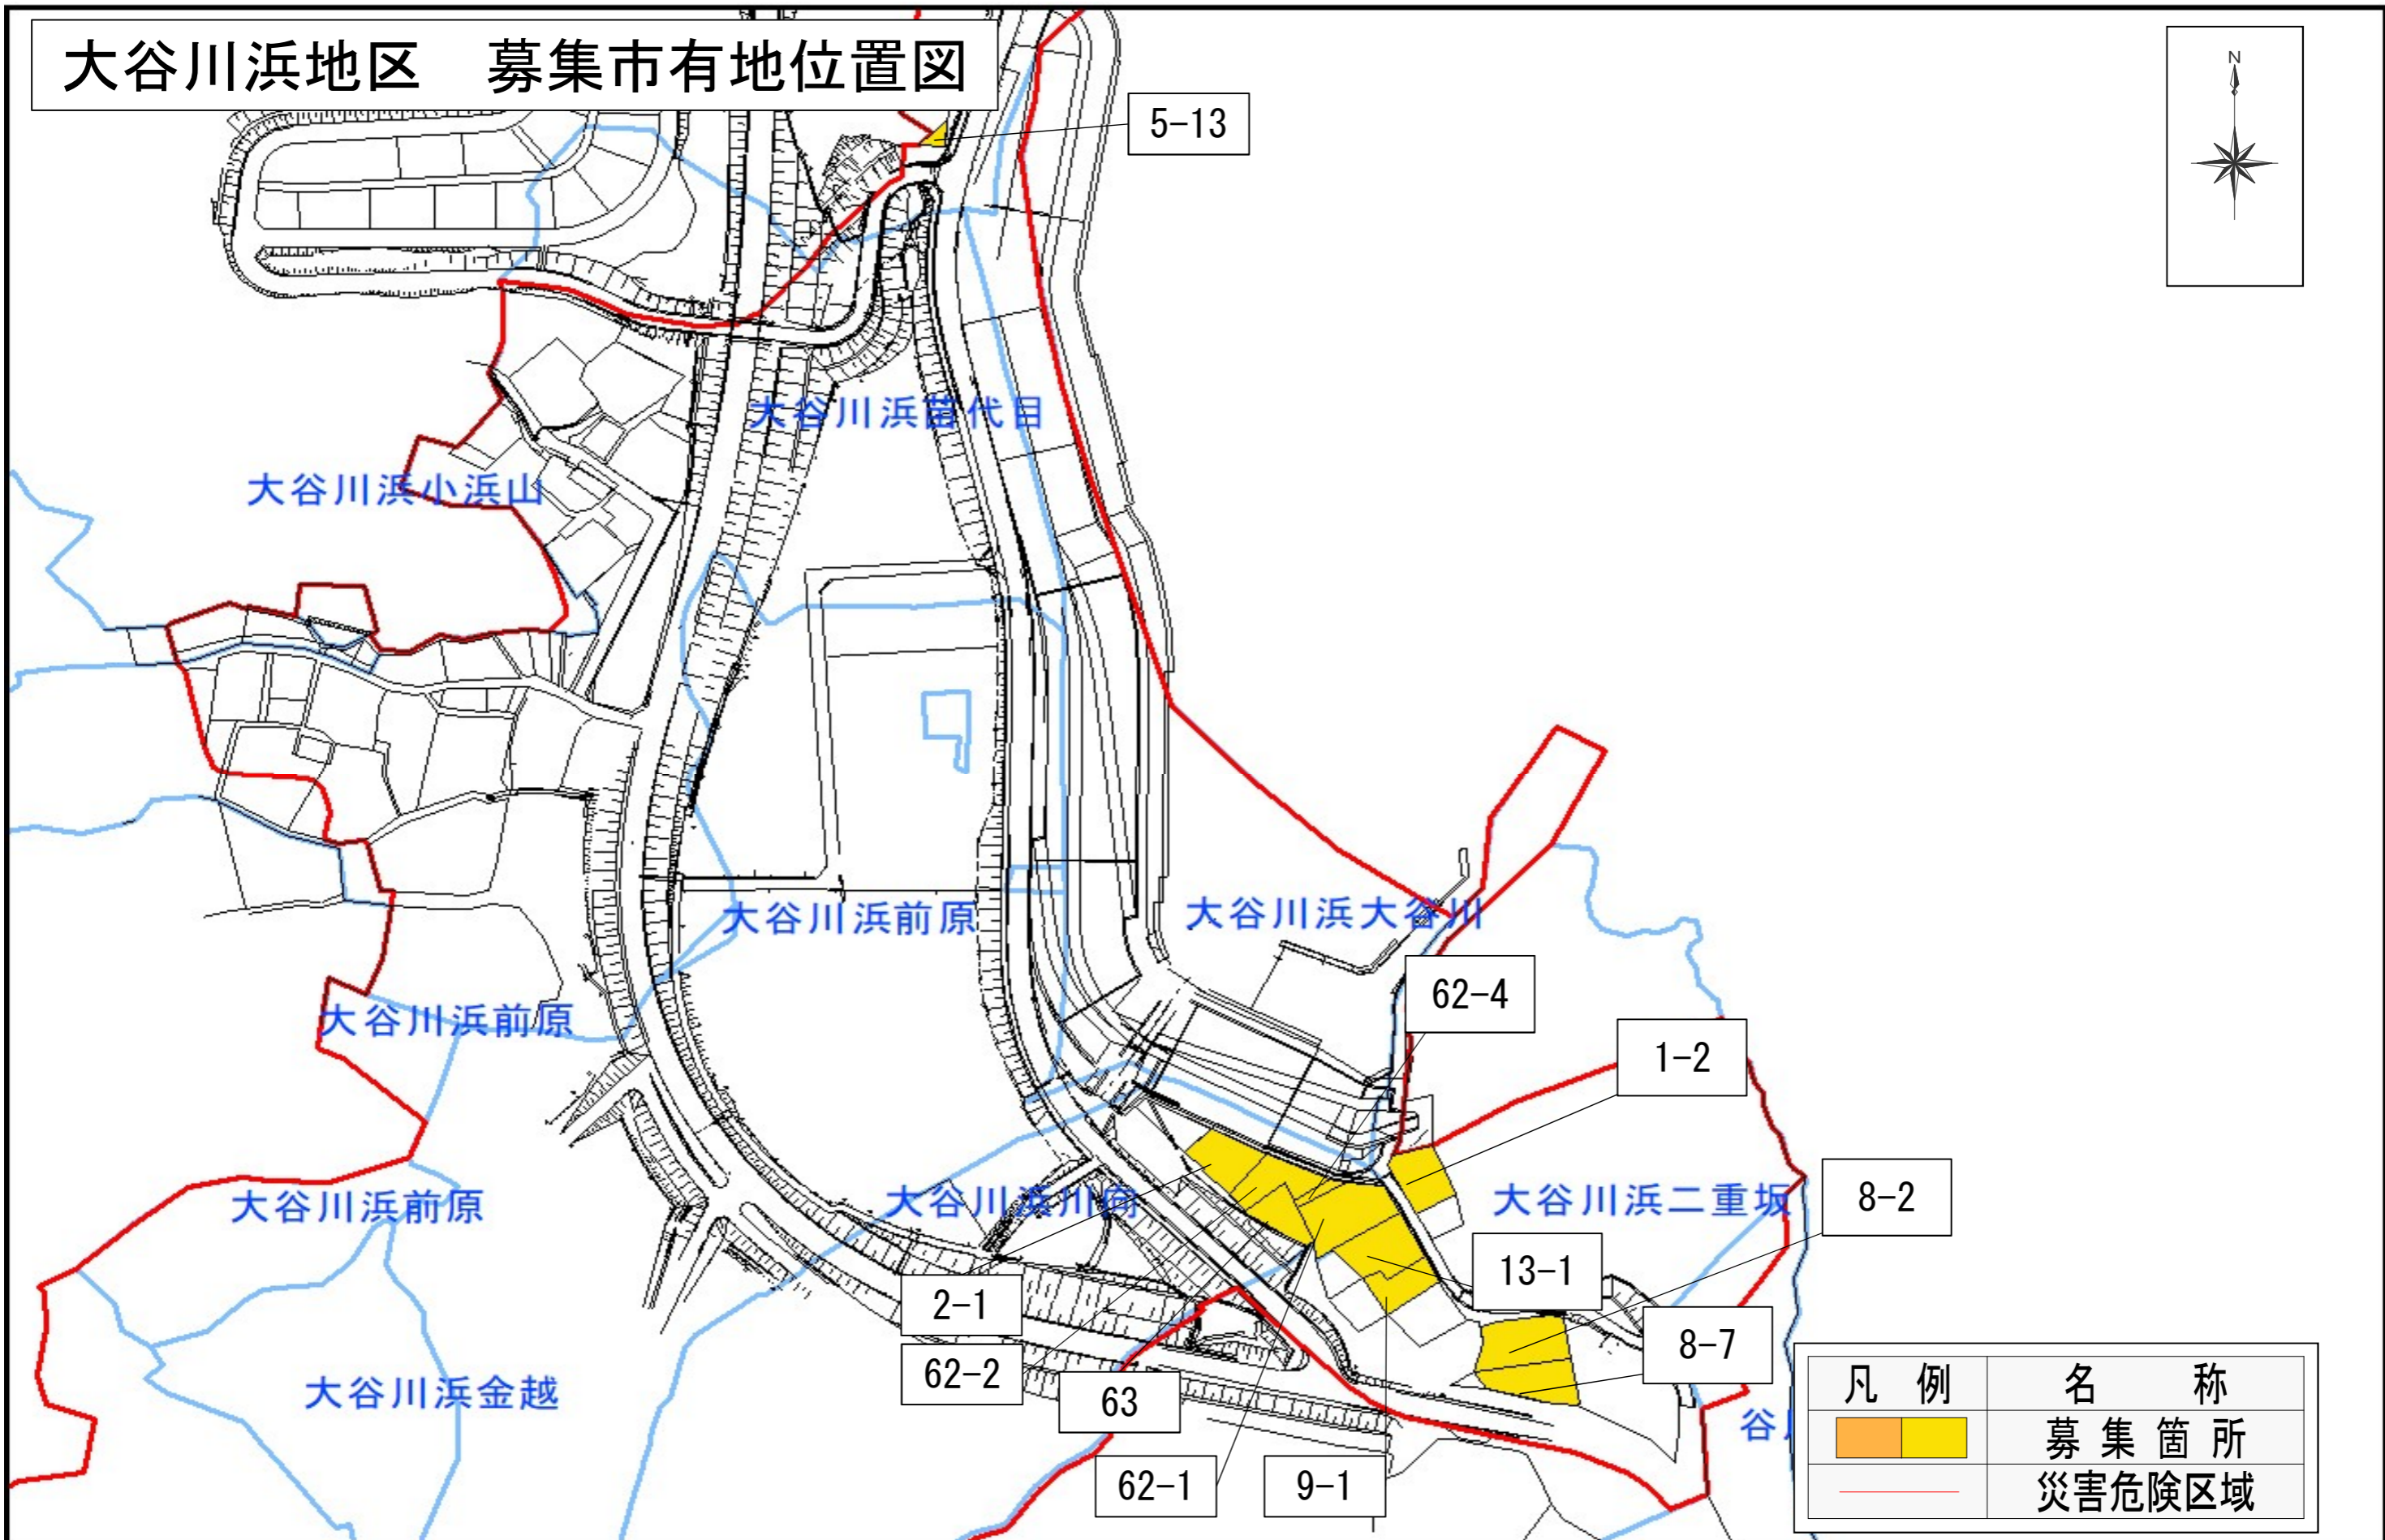 大谷川浜地区　募集市有地位置図
N
5-13
大谷川浜苗代目
大谷川浜小浜山
大谷川浜前原
大谷川浜大谷川
62-4
大谷川浜前原
1-2
大谷川浜前原
大谷川浜川向
大谷川浜二重坂
8-2
13-1
2-1
8-7
62-2
63
大谷川浜金越
62-1
9-1
凡 例 名 称
募 集 箇 所
災害危険区域